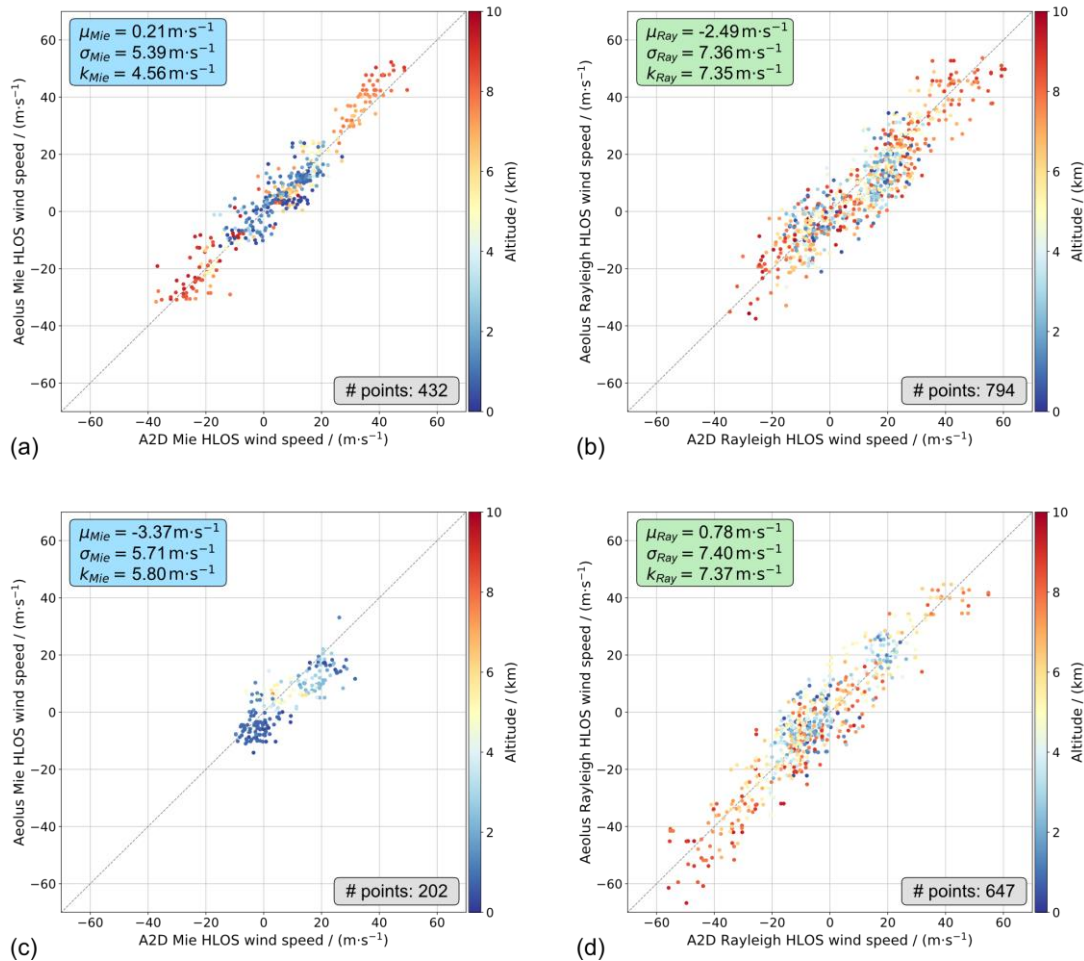 μMie = 0.21 m·s⁻¹
σMie = 5.39 m·s⁻¹
kMie = 4.56 m·s⁻¹
60
40
20
0
−20
−40
−60
Aeolus Mie HLOS wind speed / (m·s⁻¹)
# points: 432
−60 −40 −20 0 20 40 60
A2D Mie HLOS wind speed / (m·s⁻¹)
10
8
6
4
2
0
Altitude / (km)
(a)
μRay = -2.49 m·s⁻¹
σRay = 7.36 m·s⁻¹
kRay = 7.35 m·s⁻¹
60
40
20
0
−20
−40
−60
Aeolus Rayleigh HLOS wind speed / (m·s⁻¹)
# points: 794
−60 −40 −20 0 20 40 60
A2D Rayleigh HLOS wind speed / (m·s⁻¹)
10
8
6
4
2
0
Altitude / (km)
(b)
μMie = -3.37 m·s⁻¹
σMie = 5.71 m·s⁻¹
kMie = 5.80 m·s⁻¹
60
40
20
0
−20
−40
−60
Aeolus Mie HLOS wind speed / (m·s⁻¹)
# points: 202
−60 −40 −20 0 20 40 60
A2D Mie HLOS wind speed / (m·s⁻¹)
10
8
6
4
2
0
Altitude / (km)
(c)
μRay = 0.78 m·s⁻¹
σRay = 7.40 m·s⁻¹
kRay = 7.37 m·s⁻¹
60
40
20
0
−20
−40
−60
Aeolus Rayleigh HLOS wind speed / (m·s⁻¹)
# points: 647
−60 −40 −20 0 20 40 60
A2D Rayleigh HLOS wind speed / (m·s⁻¹)
10
8
6
4
2
0
Altitude / (km)
(d)